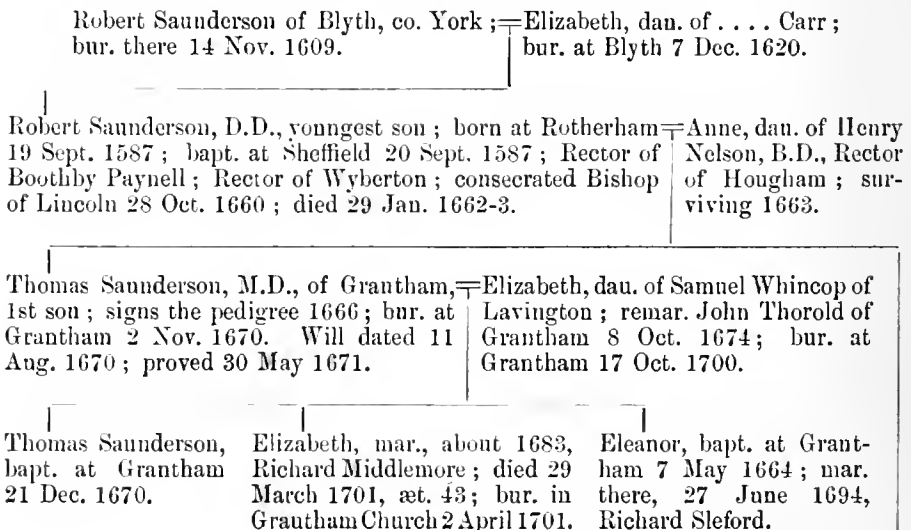 Robert Saunderson of Blyth, co. York ;
bur. there 14 Nov. 1609.
Elizabeth, dau. of . . . . Carr ;
bur. at Blyth 7 Dec. 1620.
Robert Saunderson, D.D., youngest son ; born at Rotherham
19 Sept. 1587 ; bapt. at Sheffield 20 Sept. 1587 ; Rector of
Boothby Paynell ; Rector of Wyberton ; consecrated Bishop
of Lincoln 28 Oct. 1660 ; died 29 Jan. 1662-3.
Anne, dau. of Henry
Nelson, B.D., Rector
of Hougham ; sur-
viving 1663.
Thomas Saunderson, M.D., of Grantham,
1st son ; signs the pedigree 1666 ; bur. at
Grantham 2 Nov. 1670. Will dated 11
Aug. 1670 ; proved 30 May 1671.
Elizabeth, dau. of Samuel Whincop of
Lavington ; remar. John Thorold of
Grantham 8 Oct. 1674 ; bur. at
Grantham 17 Oct. 1700.
Thomas Saunderson,
bapt. at Grantham
21 Dec. 1670.
Elizabeth, mar., about 1683,
Richard Middlemore ; died 29
March 1701, æt. 43 ; bur. in
Grantham Church 2 April 1701.
Eleanor, bapt. at Grant-
ham 7 May 1664 ; mar.
there, 27 June 1694,
Richard Sleford.